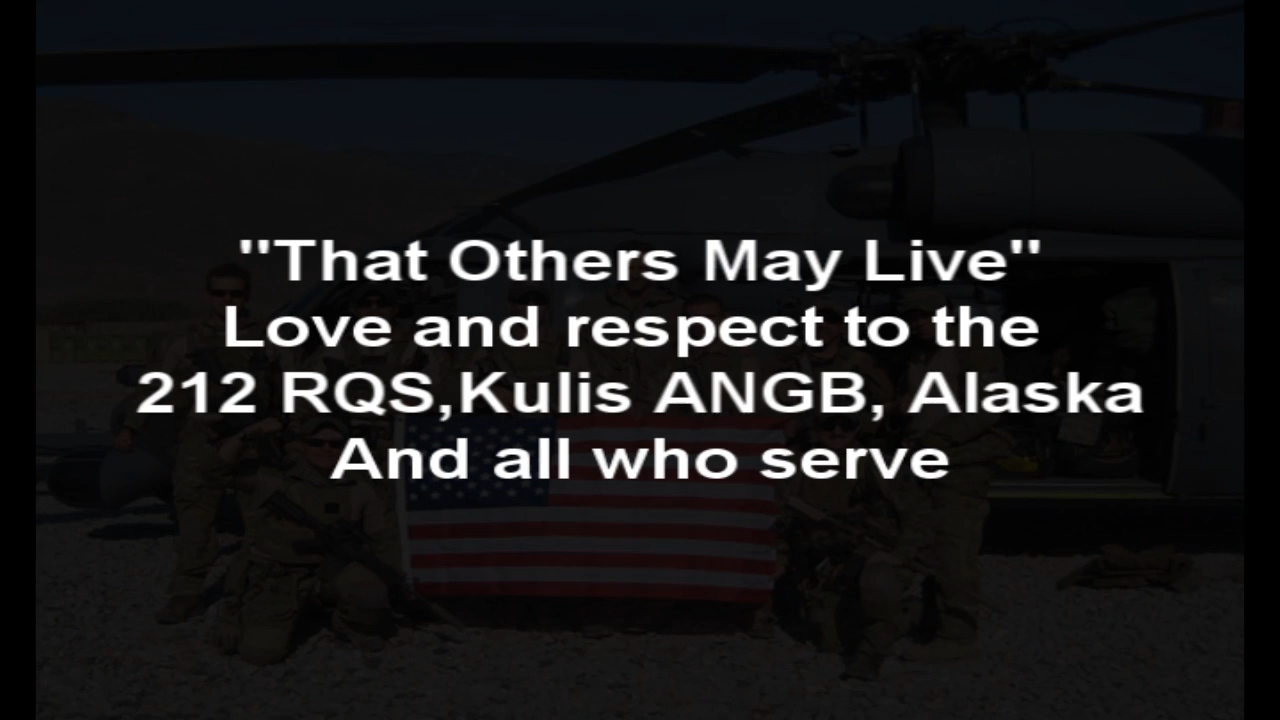 "That Others May Live"
Love and respect to the
212 RQS,Kulis ANGB, Alaska
And all who serve